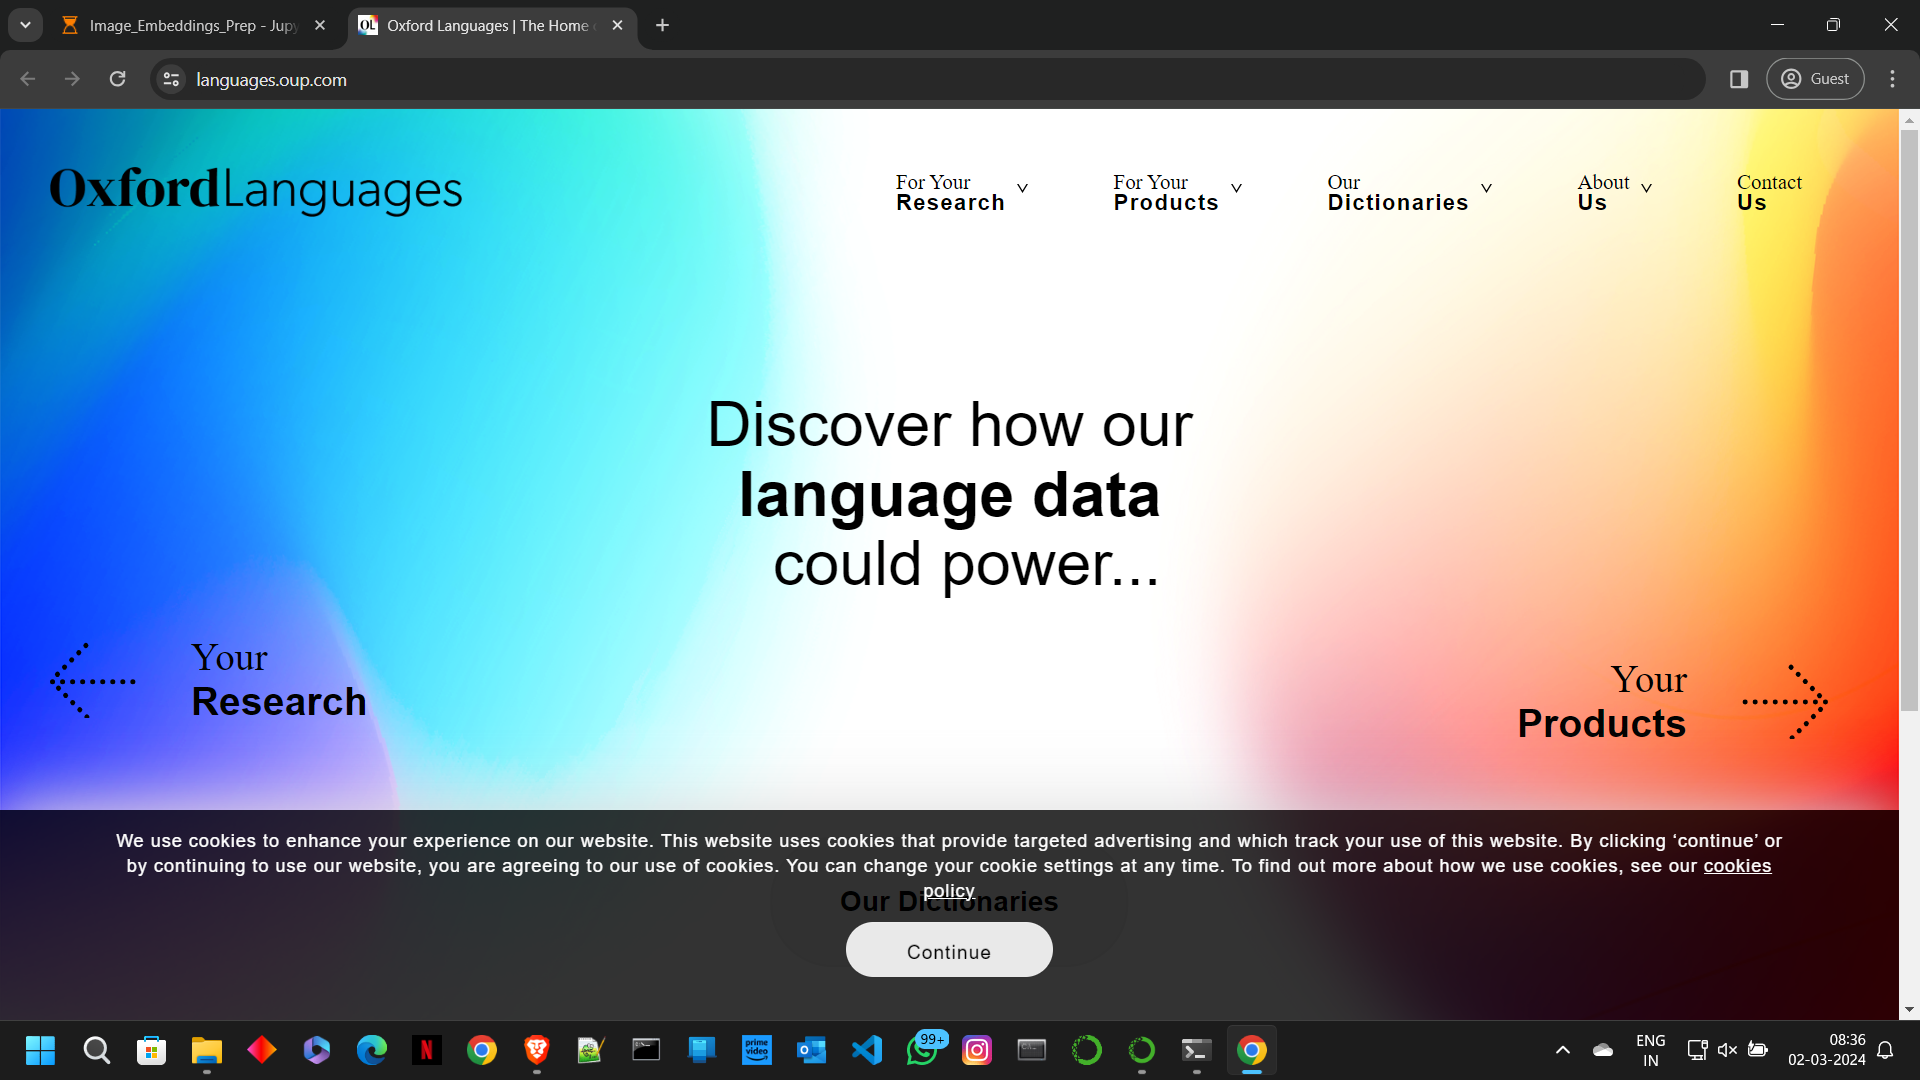 Image_Embeddings_Prep - Jupy
Oxford Languages | The Home
languages.oup.com
Guest
OxfordLanguages
For Your
Research
For Your
Products
Our
Dictionaries
About
Us
Contact
Us
Discover how our
language data
could power...
Your
Research
Your
Products
We use cookies to enhance your experience on our website. This website uses cookies that provide targeted advertising and which track your use of this website. By clicking ‘continue’ or
by continuing to use our website, you are agreeing to our use of cookies. You can change your cookie settings at any time. To find out more about how we use cookies, see our cookies
policy
Our Dictionaries
Continue
prime
video
99+
ENG
IN
08:36
02-03-2024